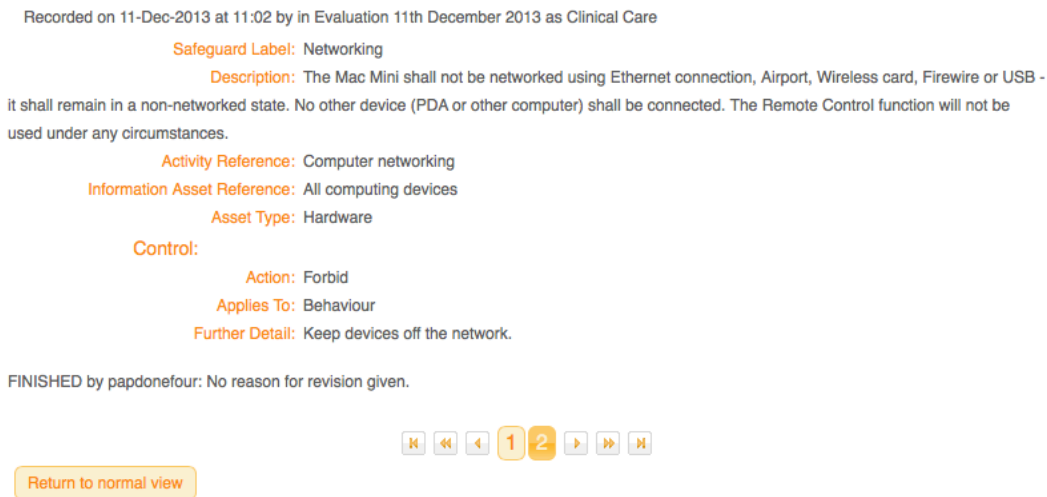 Recorded on 11-Dec-2013 at 11:02 by in Evaluation 11th December 2013 as Clinical Care
Safeguard Label: Networking
Description: The Mac Mini shall not be networked using Ethernet connection, Airport, Wireless card, Firewire or USB -
it shall remain in a non-networked state. No other device (PDA or other computer) shall be connected. The Remote Control function will not be
used under any circumstances.
Activity Reference: Computer networking
Information Asset Reference: All computing devices
Asset Type: Hardware
Control:
Action: Forbid
Applies To: Behaviour
Further Detail: Keep devices off the network.
FINISHED by papdonefour: No reason for revision given.
1 2
Return to normal view